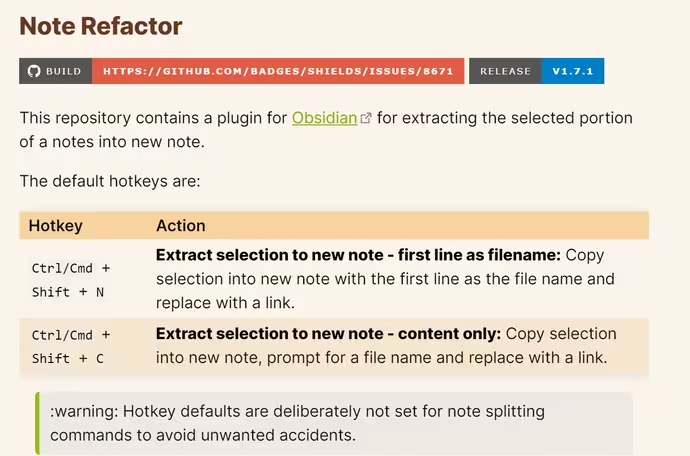 Note Refactor
BUILD HTTPS://GITHUB.COM/BADGES/SHIELDS/ISSUES/8671 RELEASE V1.7.1
This repository contains a plugin for Obsidian for extracting the selected portion
of a notes into new note.
The default hotkeys are:
Hotkey Action
Ctrl/Cmd +
Shift + N
Extract selection to new note - first line as filename: Copy
selection into new note with the first line as the file name and
replace with a link.
Ctrl/Cmd +
Shift + C
Extract selection to new note - content only: Copy selection
into new note, prompt for a file name and replace with a link.
:warning: Hotkey defaults are deliberately not set for note splitting
commands to avoid unwanted accidents.